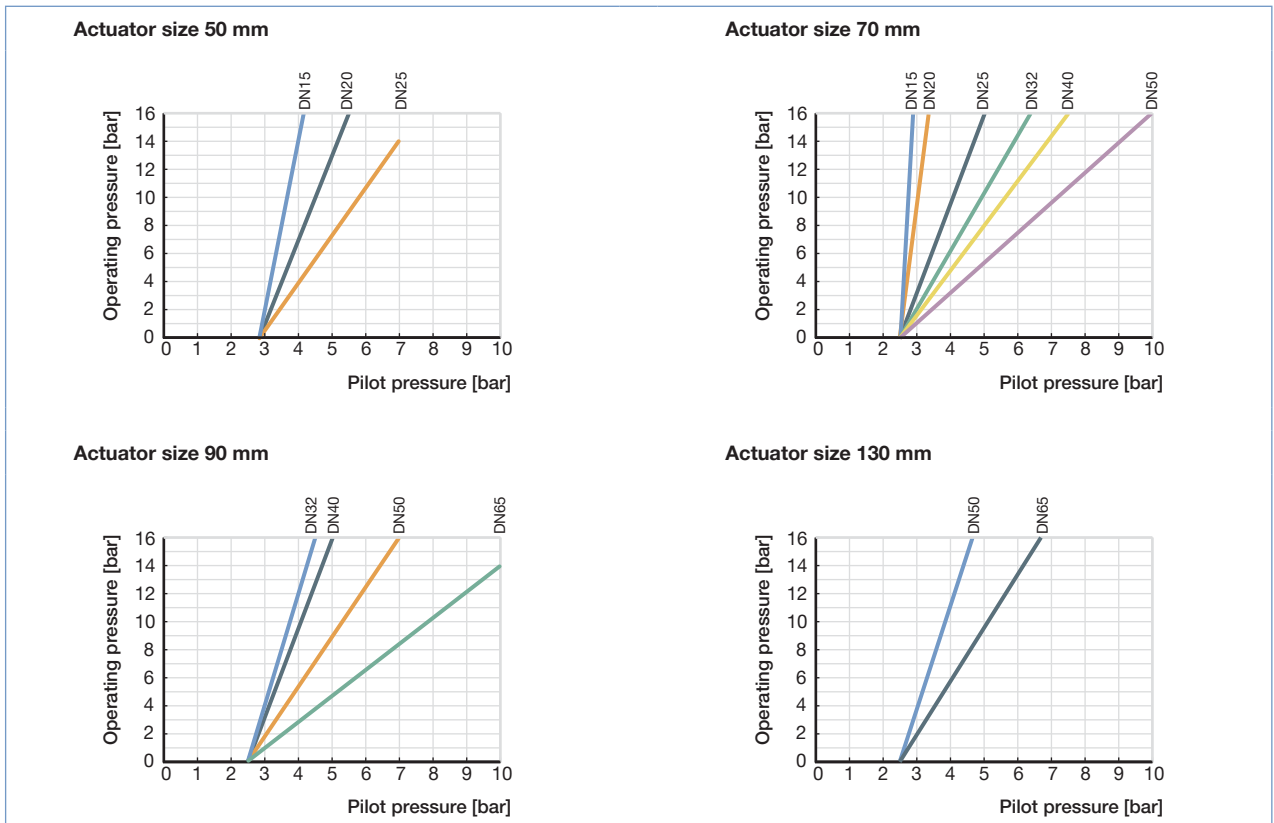 Actuator size 50 mm
DN15 DN20 DN25
Operating pressure [bar]
16
14
12
10
8
6
4
2
0
0 1 2 3 4 5 6 7 8 9 10
Pilot pressure [bar]
Actuator size 70 mm
DN15 DN20 DN25 DN32 DN40 DN50
Operating pressure [bar]
16
14
12
10
8
6
4
2
0
0 1 2 3 4 5 6 7 8 9 10
Pilot pressure [bar]
Actuator size 90 mm
DN32 DN40 DN50 DN65
Operating pressure [bar]
16
14
12
10
8
6
4
2
0
0 1 2 3 4 5 6 7 8 9 10
Pilot pressure [bar]
Actuator size 130 mm
DN50 DN65
Operating pressure [bar]
16
14
12
10
8
6
4
2
0
0 1 2 3 4 5 6 7 8 9 10
Pilot pressure [bar]